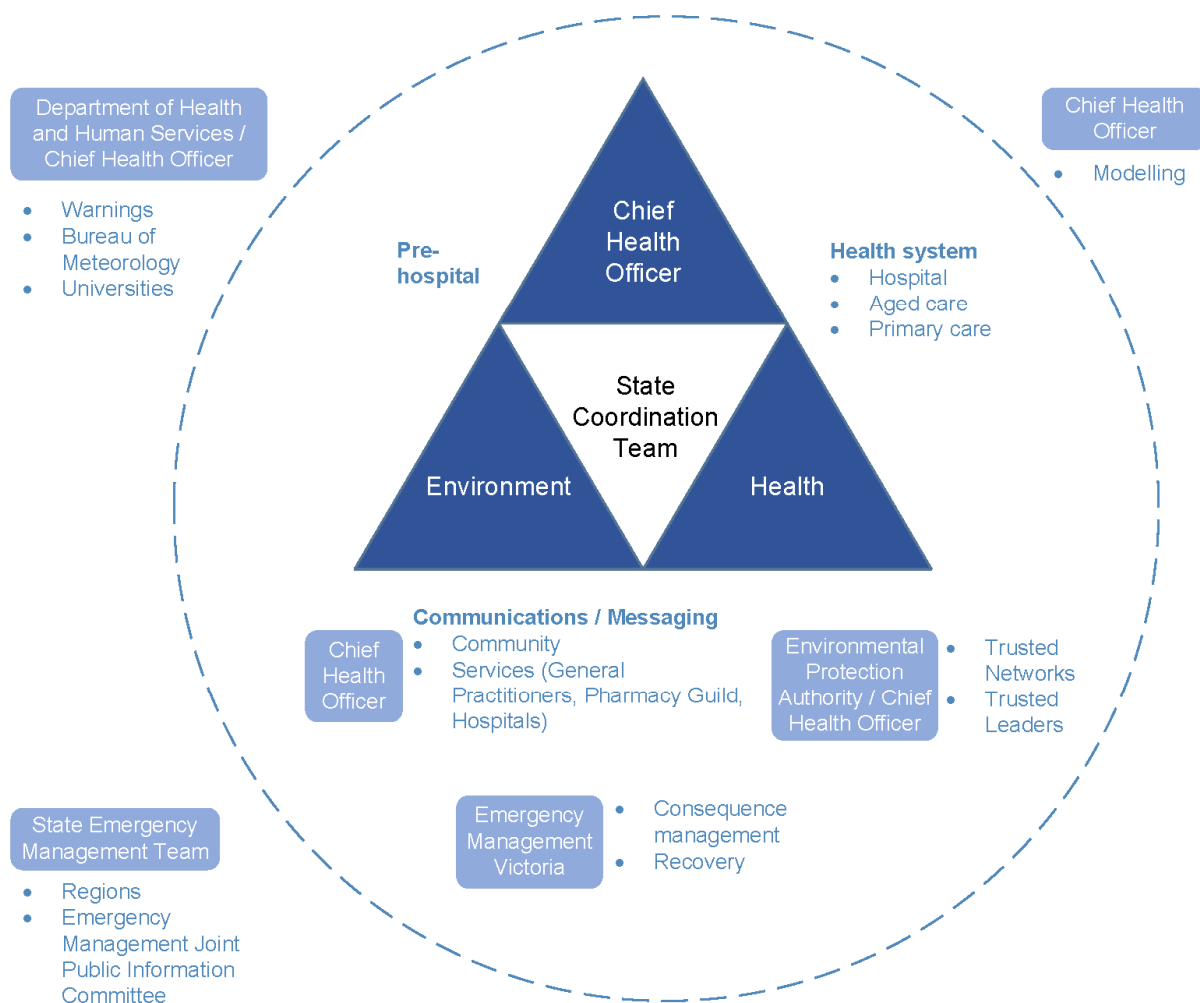 Department of Health
and Human Services /
Chief Health Officer
• Warnings
• Bureau of
Meteorology
• Universities
Chief Health
Officer
• Modelling
Chief
Health
Officer
Pre-
hospital
Health system
• Hospital
• Aged care
• Primary care
State
Coordination
Team
Environment
Health
Communications / Messaging
• Community
• Services (General
Practitioners, Pharmacy Guild,
Hospitals)
Chief
Health
Officer
Environmental
Protection
Authority / Chief
Health Officer
• Trusted
Networks
• Trusted
Leaders
Emergency
Management
Victoria
• Consequence
management
• Recovery
State Emergency
Management Team
• Regions
• Emergency
Management Joint
Public Information
Committee